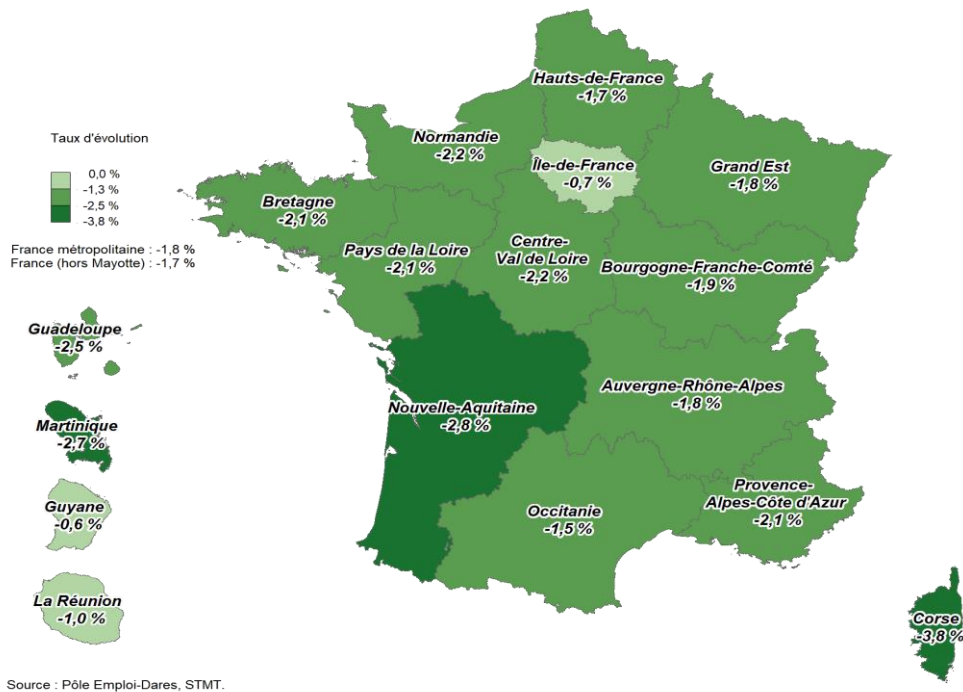 Hauts-de-France
-1,7 %
Normandie
-2,2 %
Île-de-France
-0,7 %
Grand Est
-1,8 %
Bretagne
-2,1 %
Pays de la Loire
-2,1 %
Centre-
Val de Loire
-2,2 %
Bourgogne-Franche-Comté
-1,9 %
Taux d'évolution
0,0 %
-1,3 %
-2,5 %
-3,8 %
France métropolitaine : -1,8 %
France (hors Mayotte) : -1,7 %
Guadeloupe
-2,5 %
Martinique
-2,7 %
Guyane
-0,6 %
La Réunion
-1,0 %
Nouvelle-Aquitaine
-2,8 %
Auvergne-Rhône-Alpes
-1,8 %
Occitanie
-1,5 %
Provence-
Alpes-Côte d'Azur
-2,1 %
Corse
-3,8 %
Source : Pôle Emploi-Dares, STMT.